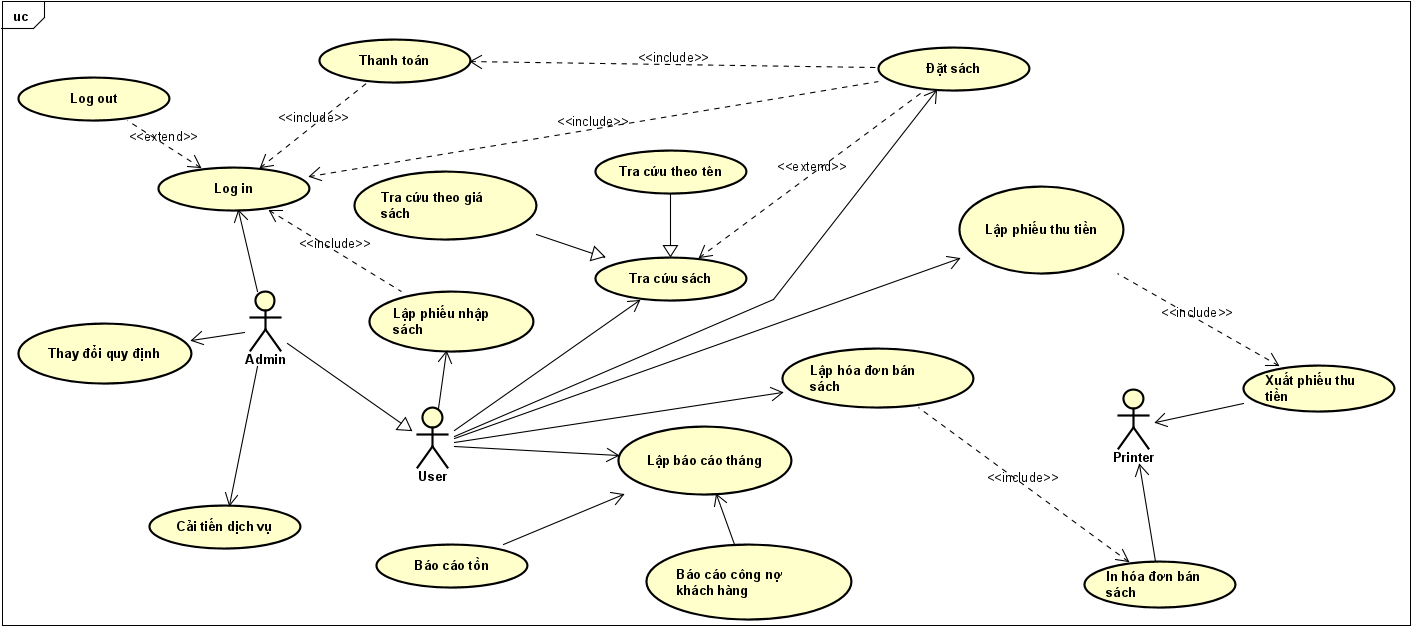 uc
Thanh toán
<<include>>
Đặt sách
Log out
<<extend>>
<<include>>
<<include>>
Log in
Tra cứu theo tên
<<extend>>
Tra cứu theo giá
sách
Lập phiếu thu tiền
<<include>>
Tra cứu sách
Lập phiếu nhập
sách
<<include>>
Thay đổi quy định
Admin
Lập hóa đơn bán
sách
Xuất phiếu thu
tiền
Printer
User
Lập báo cáo tháng
<<include>>
Cải tiến dịch vụ
Báo cáo tồn
Báo cáo công nợ
khách hàng
In hóa đơn bán
sách